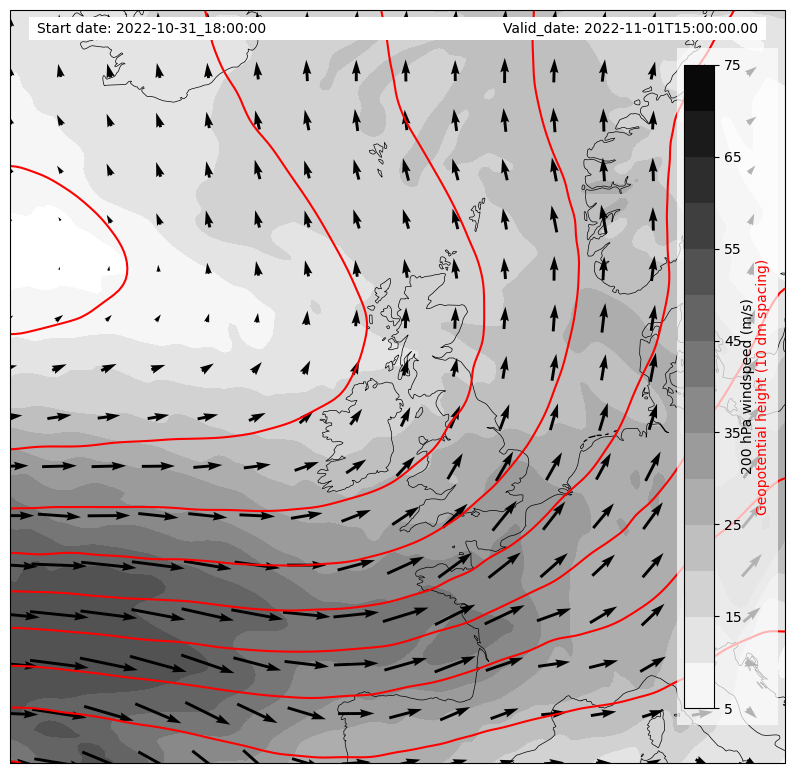 Start date: 2022-10-31_18:00:00
Valid_date: 2022-11-01T15:00:00.00
75
65
55
45
35
25
15
5
200 hPa windspeed (m/s)
Geopotential height (10 dm spacing)